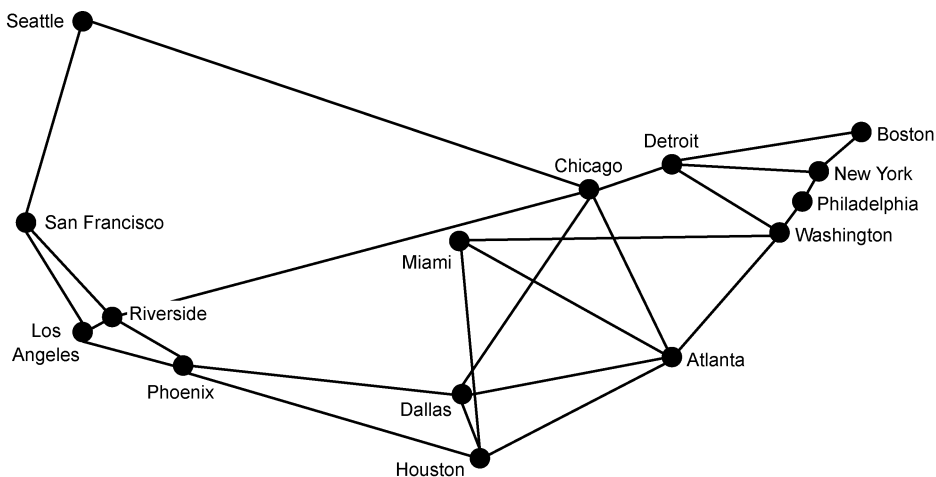 Seattle
Boston
Detroit
Chicago
New York
Philadelphia
San Francisco
Washington
Miami
Riverside
Los
Angeles
Atlanta
Phoenix
Dallas
Houston